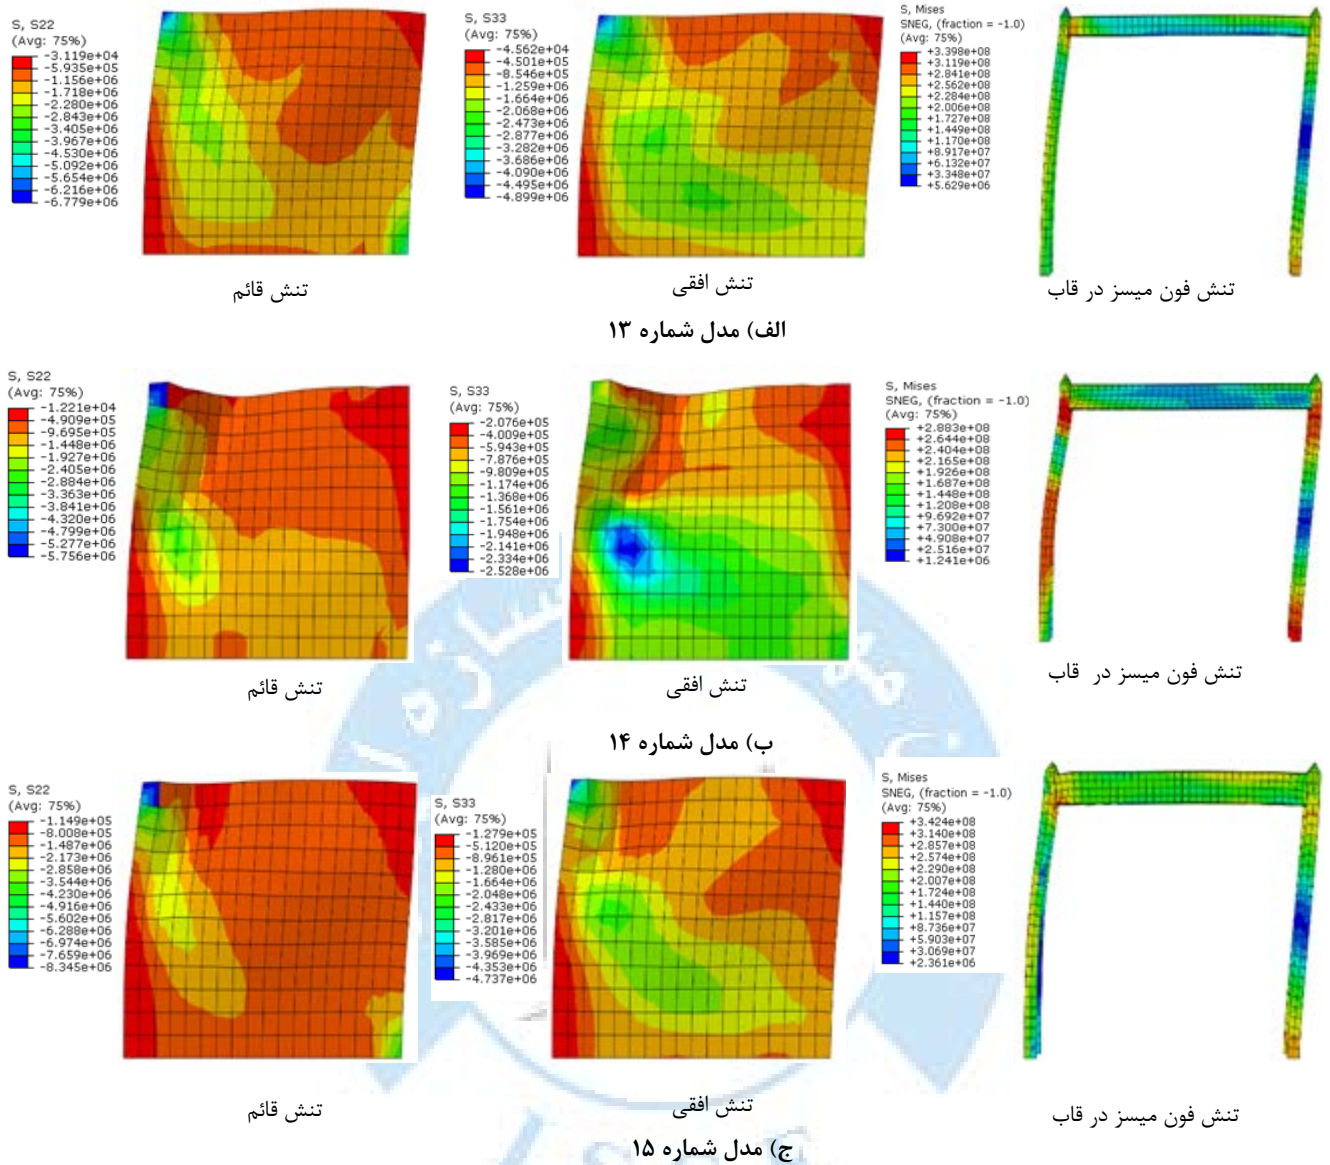 S, S22
(Avg: 75%)
-3.119e+04
-5.935e+05
-1.156e+06
-1.718e+06
-2.280e+06
-2.843e+06
-3.405e+06
-3.967e+06
-4.530e+06
-5.092e+06
-5.654e+06
-6.216e+06
-6.779e+06
S, S33
(Avg: 75%)
-4.562e+04
-4.501e+05
-8.546e+05
-1.259e+06
-1.664e+06
-2.068e+06
-2.473e+06
-2.877e+06
-3.282e+06
-3.686e+06
-4.090e+06
-4.495e+06
-4.899e+06
S, Mises
SNEG, (fraction = -1.0)
(Avg: 75%)
+3.398e+08
+3.119e+08
+2.841e+08
+2.562e+08
+2.284e+08
+2.006e+08
+1.727e+08
+1.449e+08
+1.170e+08
+8.917e+07
+6.132e+07
+3.348e+07
+5.629e+06
تنش قائم
تنش افقی
تنش فون میسز در قاب
الف) مدل شماره ۱۳
S, S22
(Avg: 75%)
-1.221e+04
-4.909e+05
-9.695e+05
-1.448e+06
-1.927e+06
-2.405e+06
-2.884e+06
-3.363e+06
-3.841e+06
-4.320e+06
-4.799e+06
-5.277e+06
-5.756e+06
S, S33
(Avg: 75%)
-2.076e+05
-4.009e+05
-5.943e+05
-7.876e+05
-9.809e+05
-1.174e+06
-1.368e+06
-1.561e+06
-1.754e+06
-1.948e+06
-2.141e+06
-2.334e+06
-2.528e+06
S, Mises
SNEG, (fraction = -1.0)
(Avg: 75%)
+2.883e+08
+2.644e+08
+2.404e+08
+2.165e+08
+1.926e+08
+1.687e+08
+1.448e+08
+1.208e+08
+9.692e+07
+7.300e+07
+4.908e+07
+2.516e+07
+1.241e+06
تنش قائم
تنش افقی
تنش فون میسز در قاب
ب) مدل شماره ۱۴
S, S22
(Avg: 75%)
-1.149e+05
-8.008e+05
-1.487e+06
-2.173e+06
-2.858e+06
-3.544e+06
-4.230e+06
-4.916e+06
-5.602e+06
-6.288e+06
-6.974e+06
-7.659e+06
-8.345e+06
S, S33
(Avg: 75%)
-1.279e+05
-5.120e+05
-8.961e+05
-1.280e+06
-1.664e+06
-2.048e+06
-2.433e+06
-2.817e+06
-3.201e+06
-3.585e+06
-3.969e+06
-4.353e+06
-4.737e+06
S, Mises
SNEG, (fraction = -1.0)
(Avg: 75%)
+3.424e+08
+3.140e+08
+2.857e+08
+2.574e+08
+2.290e+08
+2.007e+08
+1.724e+08
+1.440e+08
+1.157e+08
+8.736e+07
+5.903e+07
+3.069e+07
+2.361e+06
تنش قائم
تنش افقی
تنش فون میسز در قاب
ج) مدل شماره ۱۵